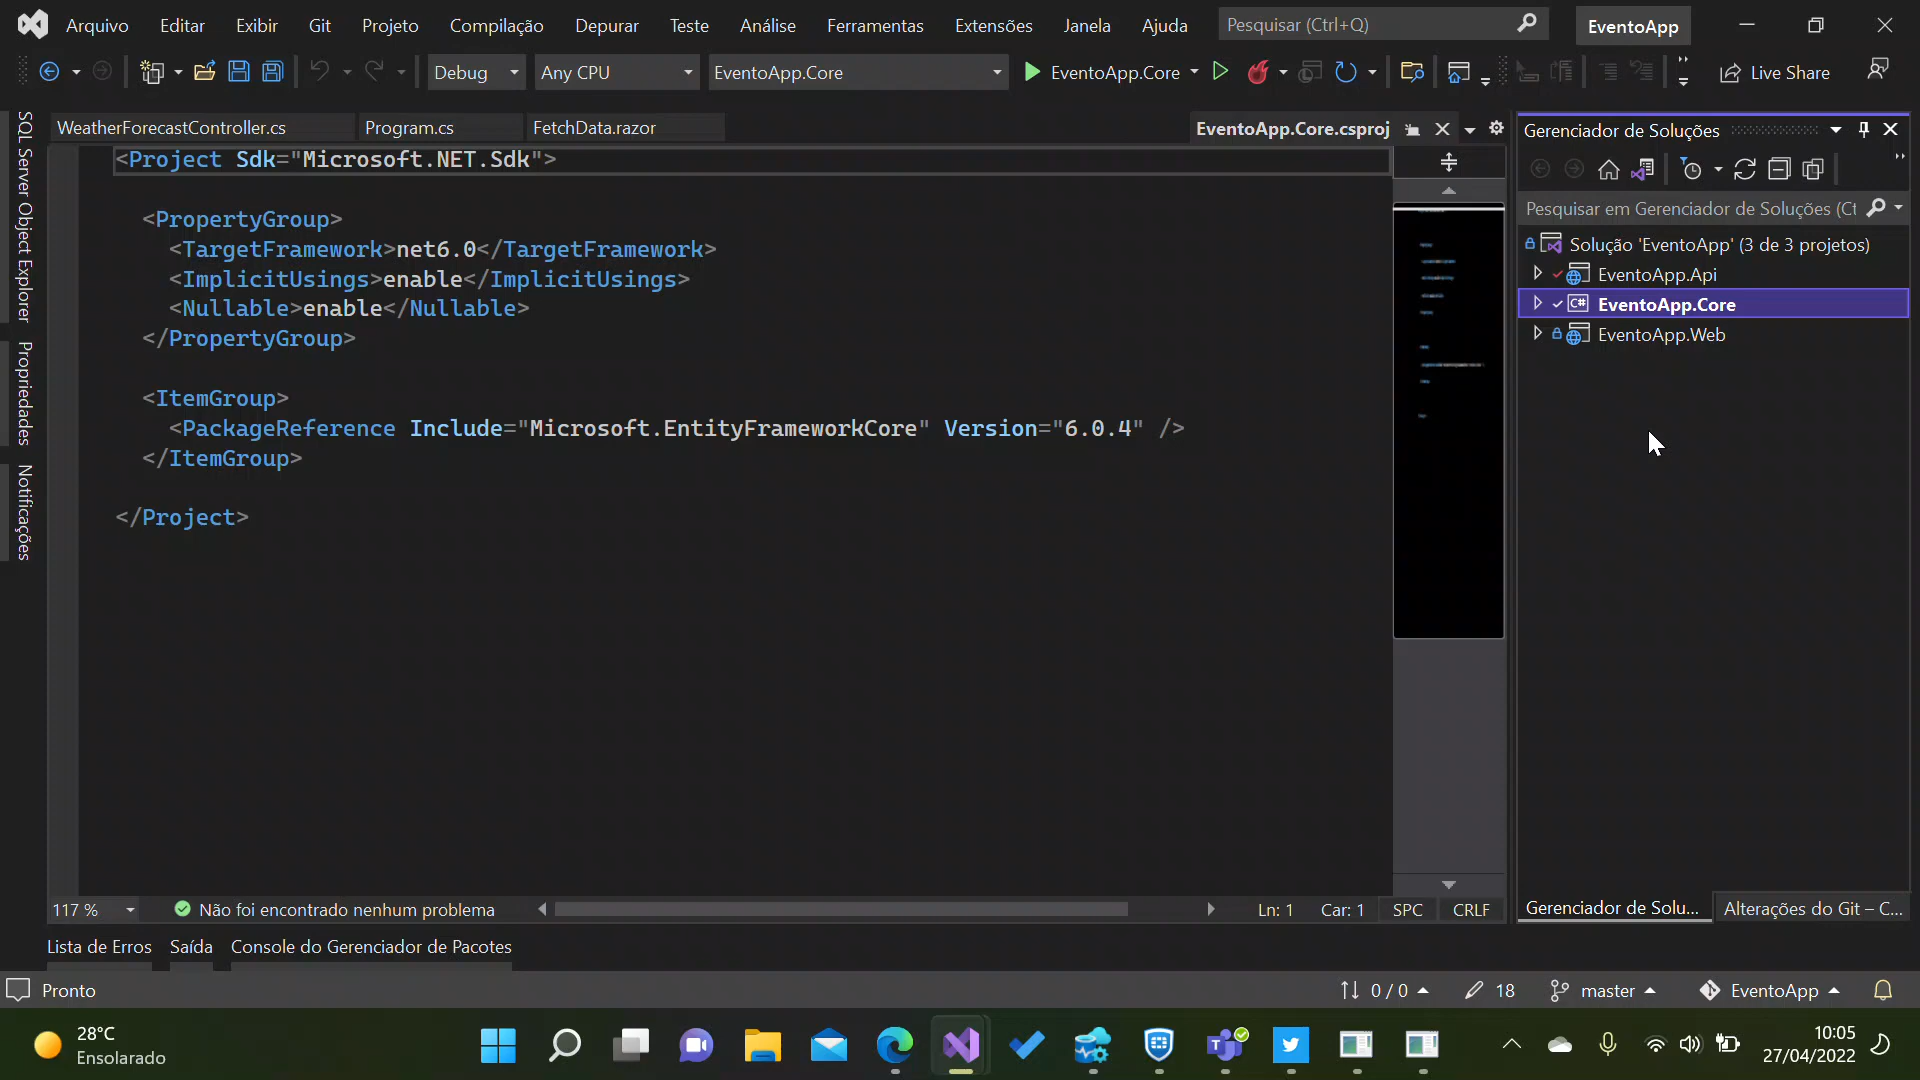 Arquivo Editar Exibir Git Projeto Compilação Depurar Teste Análise Ferramentas Extensões Janela Ajuda Pesquisar (Ctrl+Q) EventoApp
Debug Any CPU EventoApp.Core EventoApp.Core Live Share
SQL Server Object Explorer
Propriedades
Notificações
WeatherForecastController.cs Program.cs FetchData.razor EventoApp.Core.csproj
<Project Sdk="Microsoft.NET.Sdk">
<PropertyGroup>
<TargetFramework>net6.0</TargetFramework>
<ImplicitUsings>enable</ImplicitUsings>
<Nullable>enable</Nullable>
</PropertyGroup>
<ItemGroup>
<PackageReference Include="Microsoft.EntityFrameworkCore" Version="6.0.4" />
</ItemGroup>
</Project>
117 % Não foi encontrado nenhum problema Ln: 1 Car: 1 SPC CRLF
Gerenciador de Soluções
Pesquisar em Gerenciador de Soluções (Ct
Solução 'EventoApp' (3 de 3 projetos)
EventoApp.Api
C# EventoApp.Core
EventoApp.Web
Gerenciador de Solu... Alterações do Git – C...
Lista de Erros Saída Console do Gerenciador de Pacotes
Pronto 0 / 0 18 master EventoApp
28°C
Ensolarado
10:05
27/04/2022